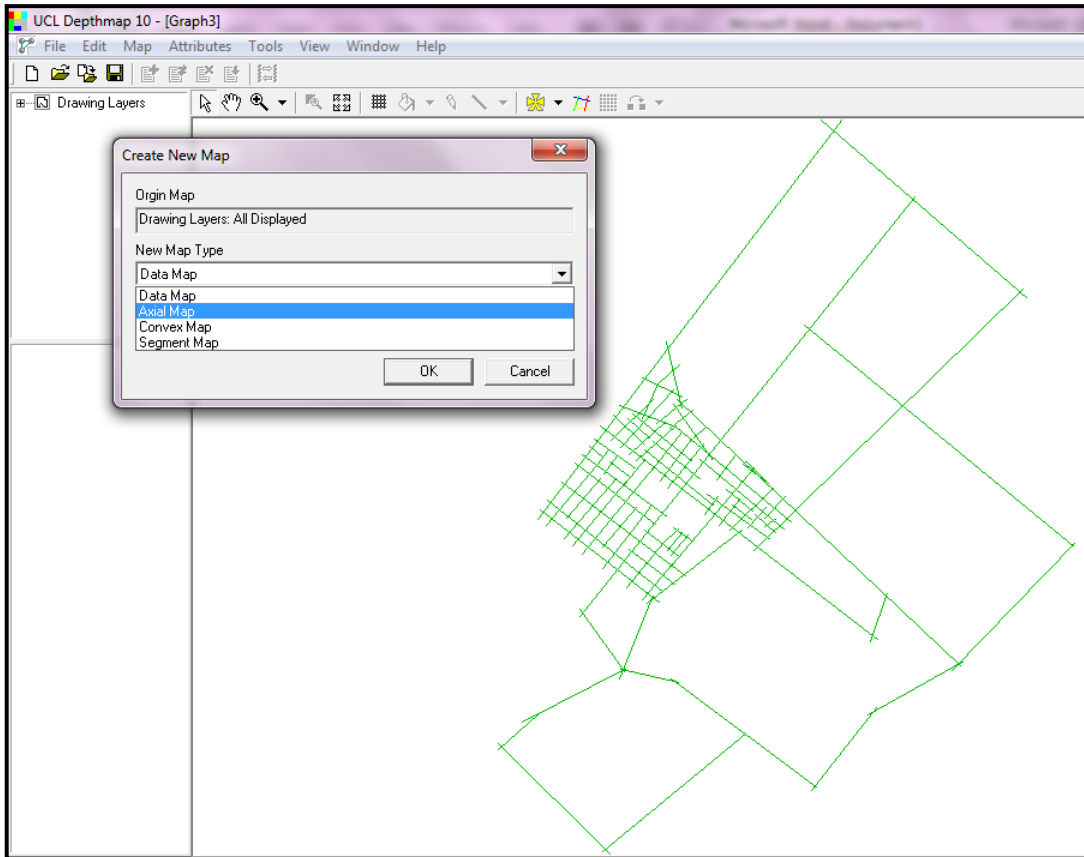 UCL Depthmap 10 - [Graph3]
File Edit Map Attributes Tools View Window Help
Drawing Layers
Create New Map
Orgin Map
Drawing Layers: All Displayed
New Map Type
Data Map
Data Map
Axial Map
Convex Map
Segment Map
OK Cancel